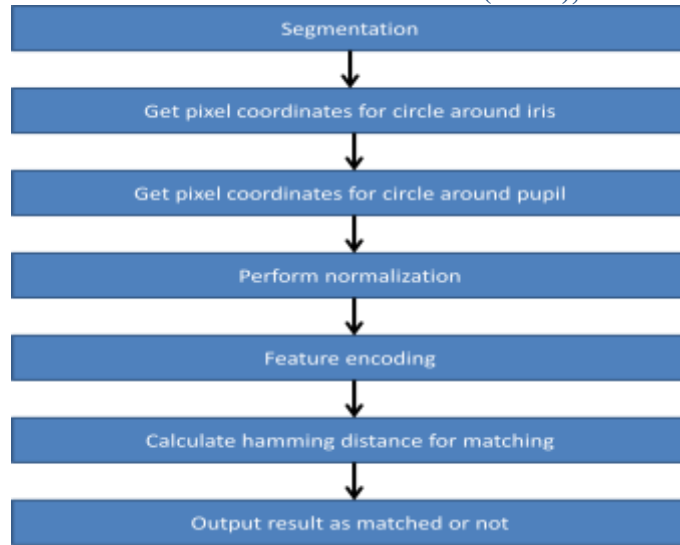 Segmentation
Get pixel coordinates for circle around iris
Get pixel coordinates for circle around pupil
Perform normalization
Feature encoding
Calculate hamming distance for matching
Output result as matched or not